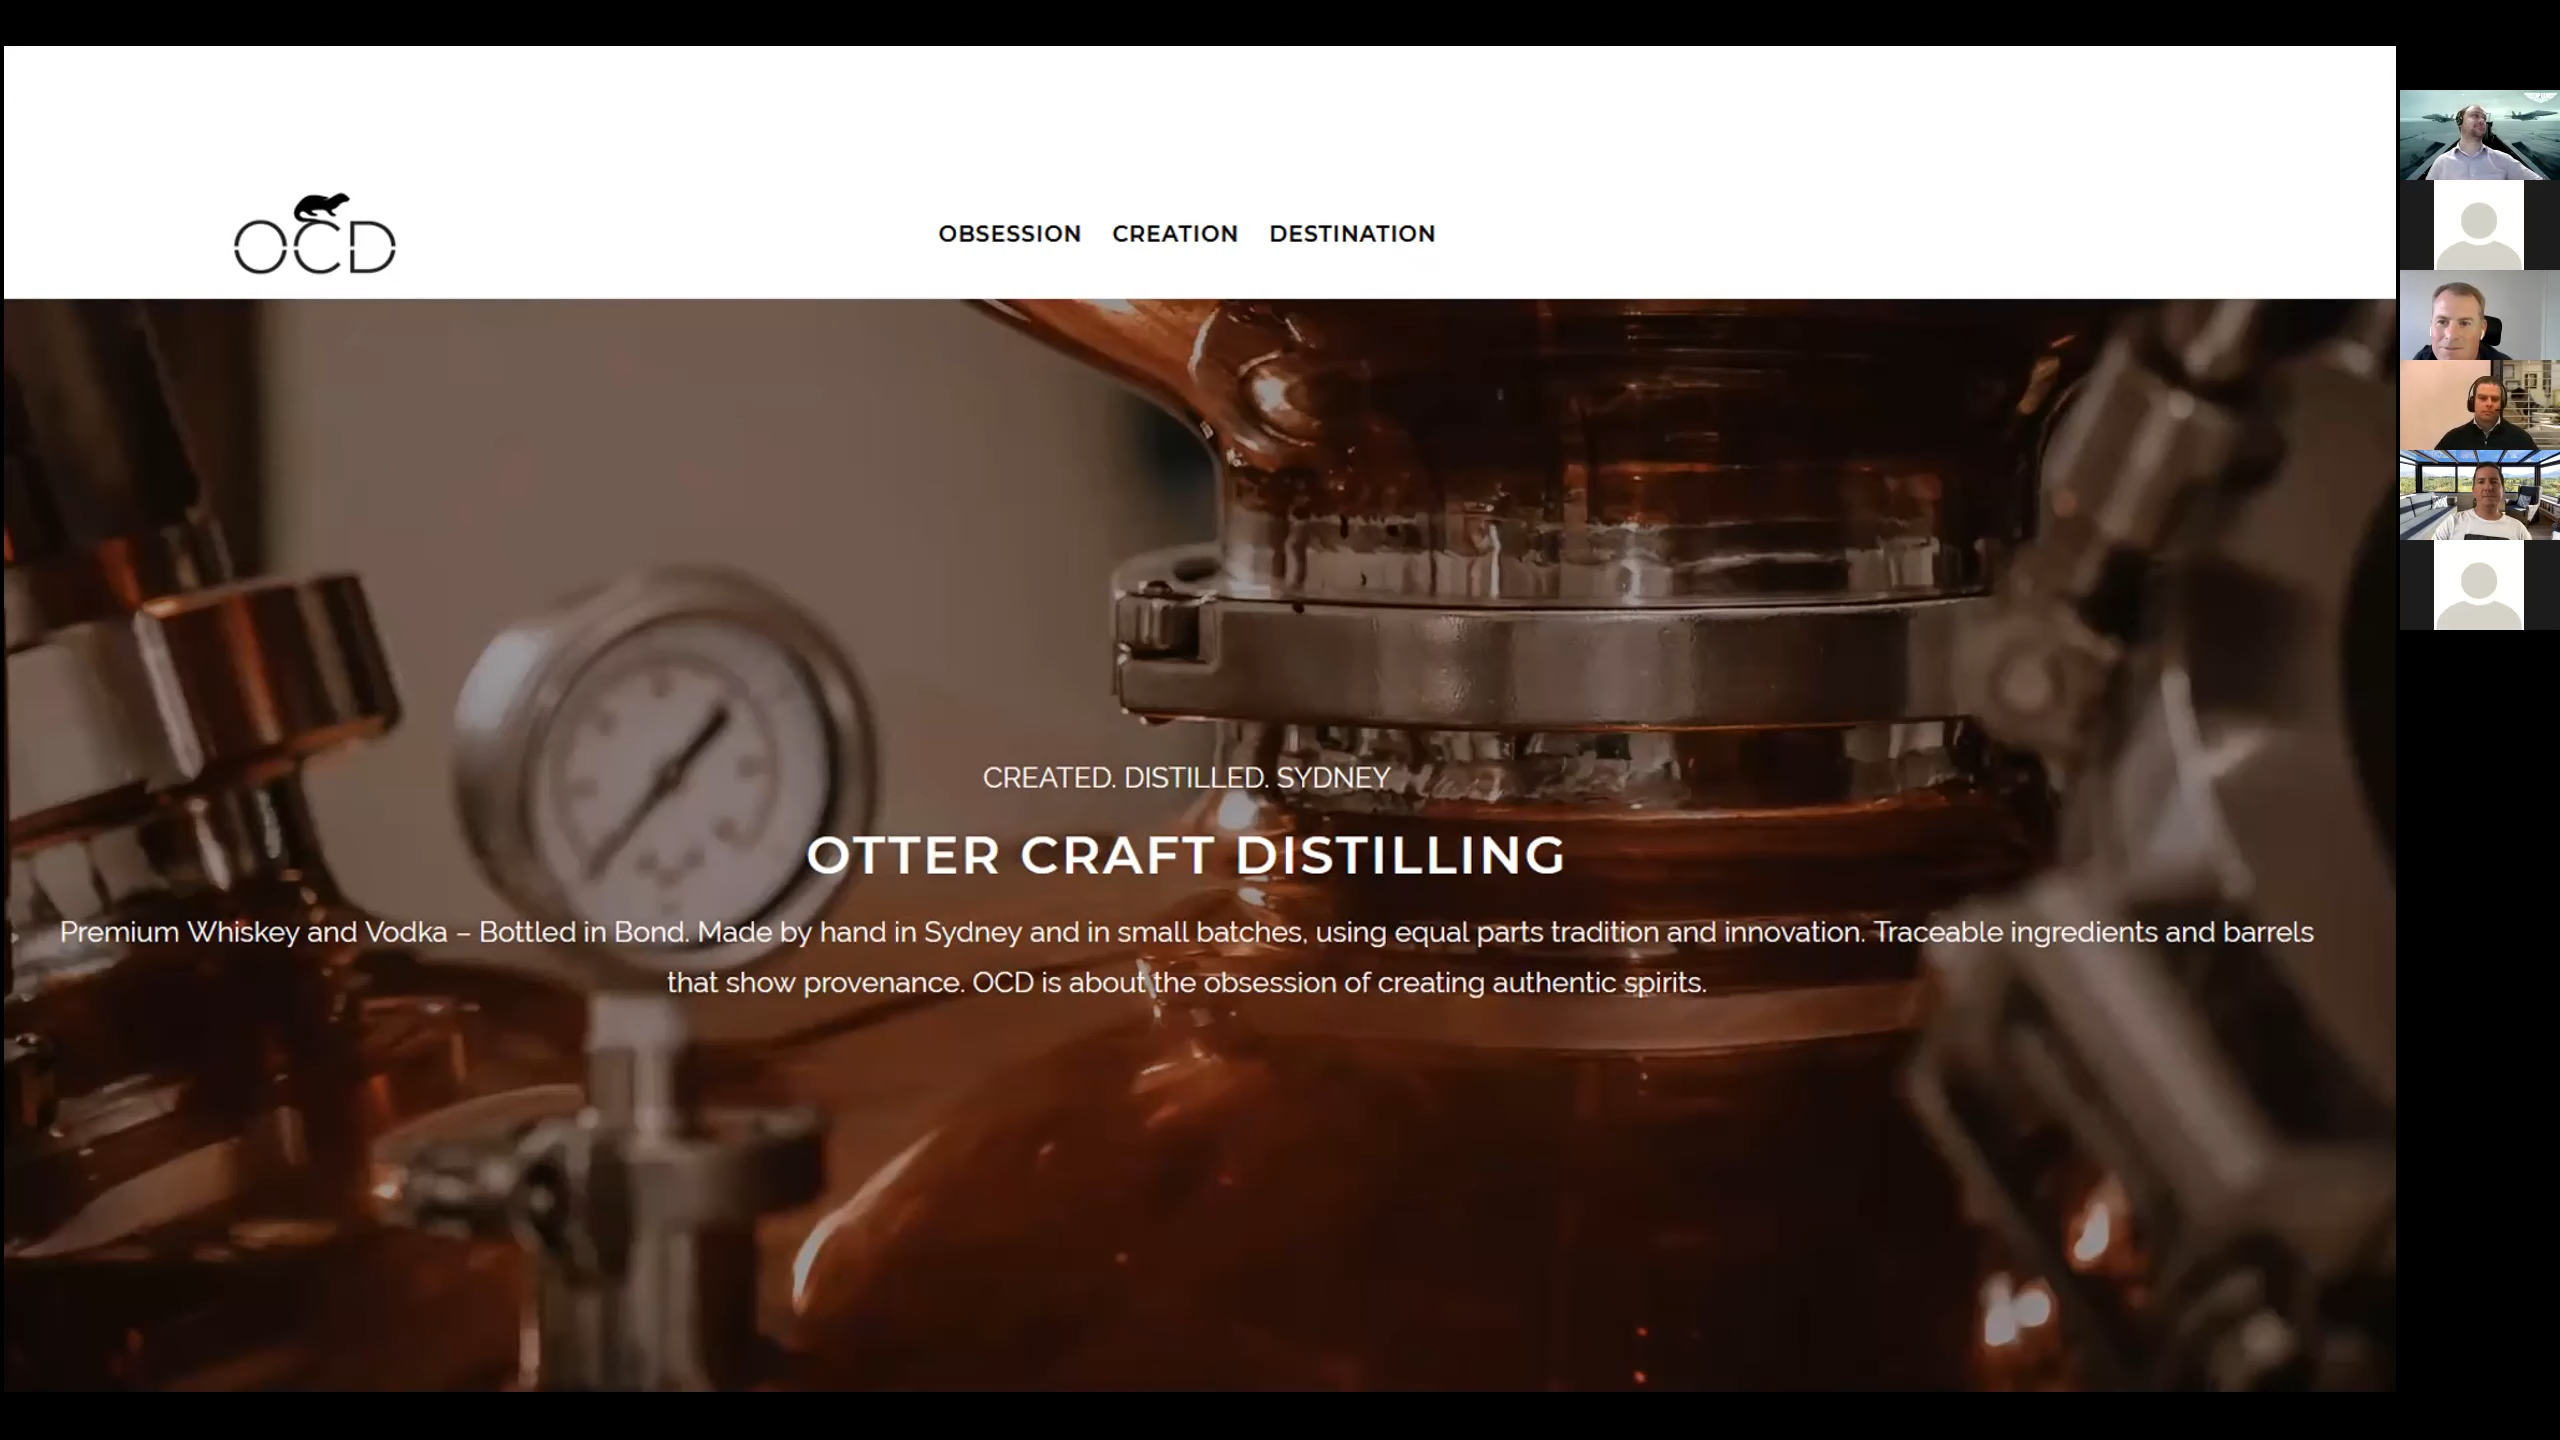 OCD
OBSESSION CREATION DESTINATION
CREATED. DISTILLED. SYDNEY
OTTER CRAFT DISTILLING
Premium Whiskey and Vodka – Bottled in Bond. Made by hand in Sydney and in small batches, using equal parts tradition and innovation. Traceable ingredients and barrels
that show provenance. OCD is about the obsession of creating authentic spirits.